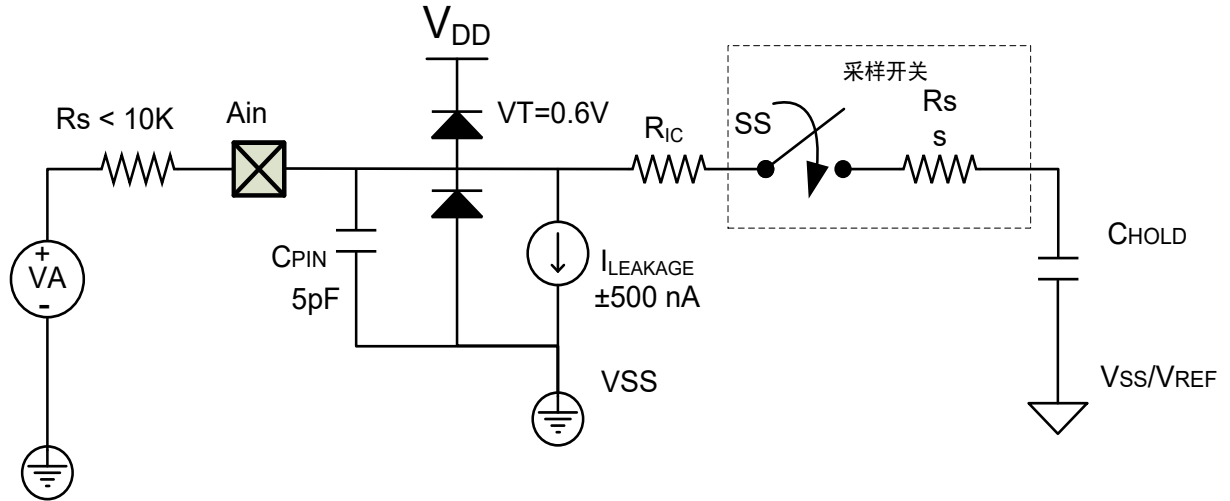 VDD
采样开关
Rs < 10K
Ain
VT=0.6V
RIC
SS
Rs
s
+
VA
-
CPIN
5pF
ILEAKAGE
±500 nA
CHOLD
VSS
VSS/VREF